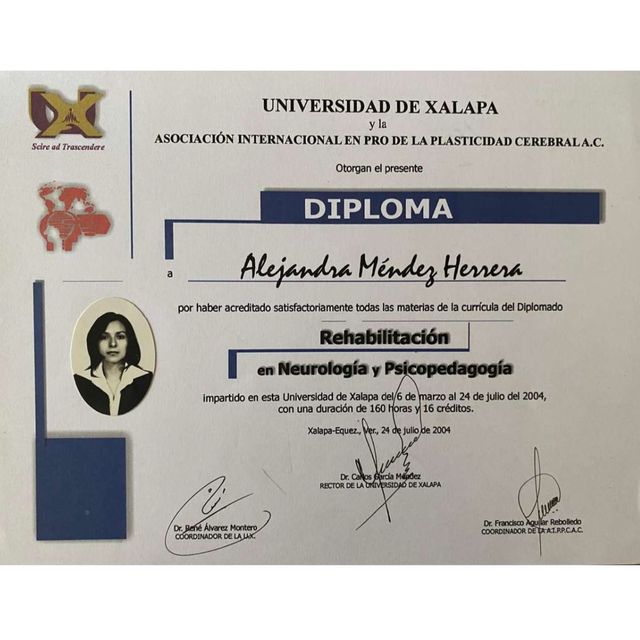 UNIVERSIDAD DE XALAPA
y la
ASOCIACIÓN INTERNACIONAL EN PRO DE LA PLASTICIDAD CEREBRAL A.C.
Scire ad Trascendere
Otorgan el presente
DIPLOMA
a Alejandra Méndez Herrera
por haber acreditado satisfactoriamente todas las materias de la currícula del Diplomado
Rehabilitación
en Neurología y Psicopedagogía
impartido en esta Universidad de Xalapa del 6 de marzo al 24 de julio del 2004,
con una duración de 160 horas y 16 créditos.
Xalapa-Equez., Ver., 24 de julio de 2004
Dr. Carlos García Méndez
RECTOR DE LA UNIVERSIDAD DE XALAPA
Dr. René Álvarez Montero
COORDINADOR DE LA U.X.
Dr. Francisco Aguilar Rebolledo
COORDINADOR DE LA A.I.P.P.C.A.C.